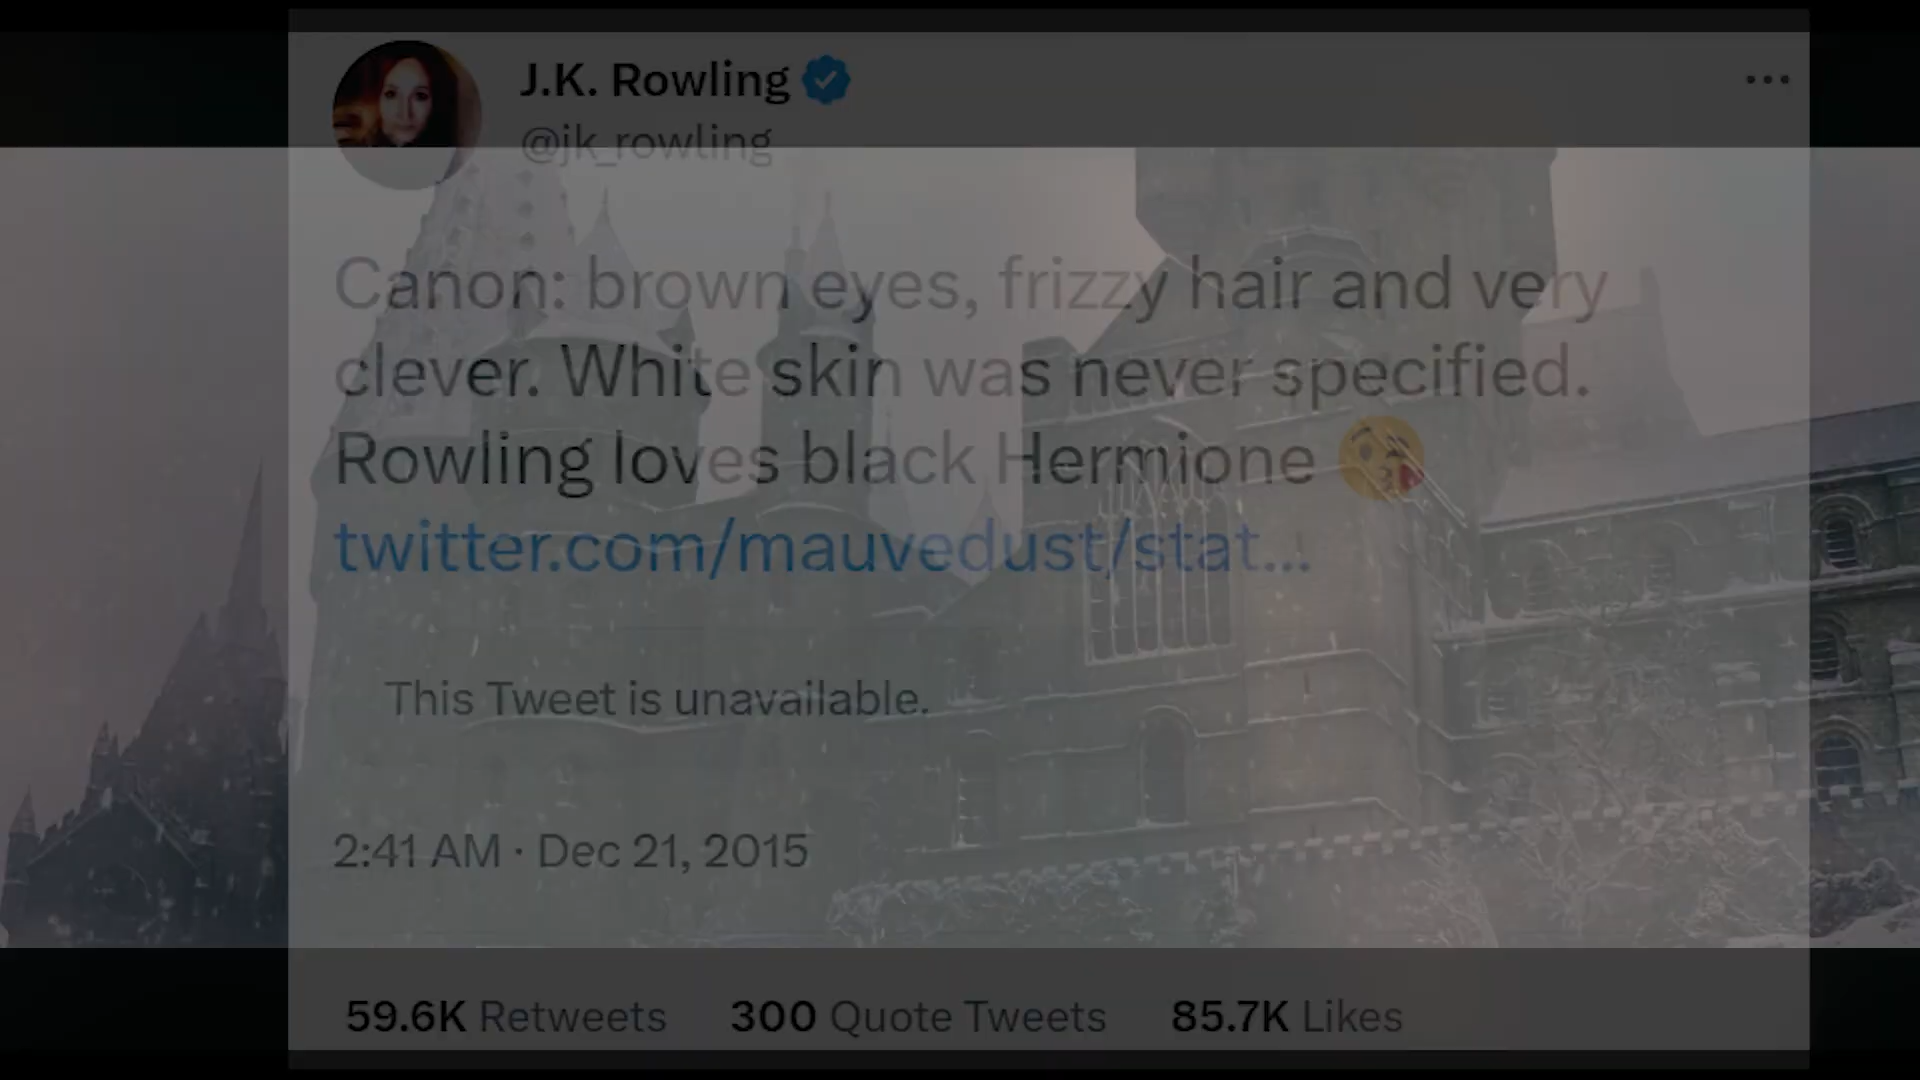 J.K. Rowling
@jk_rowling
Canon: brown eyes, frizzy hair and very
clever. White skin was never specified.
Rowling loves black Hermione 😘
twitter.com/mauvedust/stat...
This Tweet is unavailable.
2:41 AM · Dec 21, 2015
59.6K Retweets 300 Quote Tweets 85.7K Likes